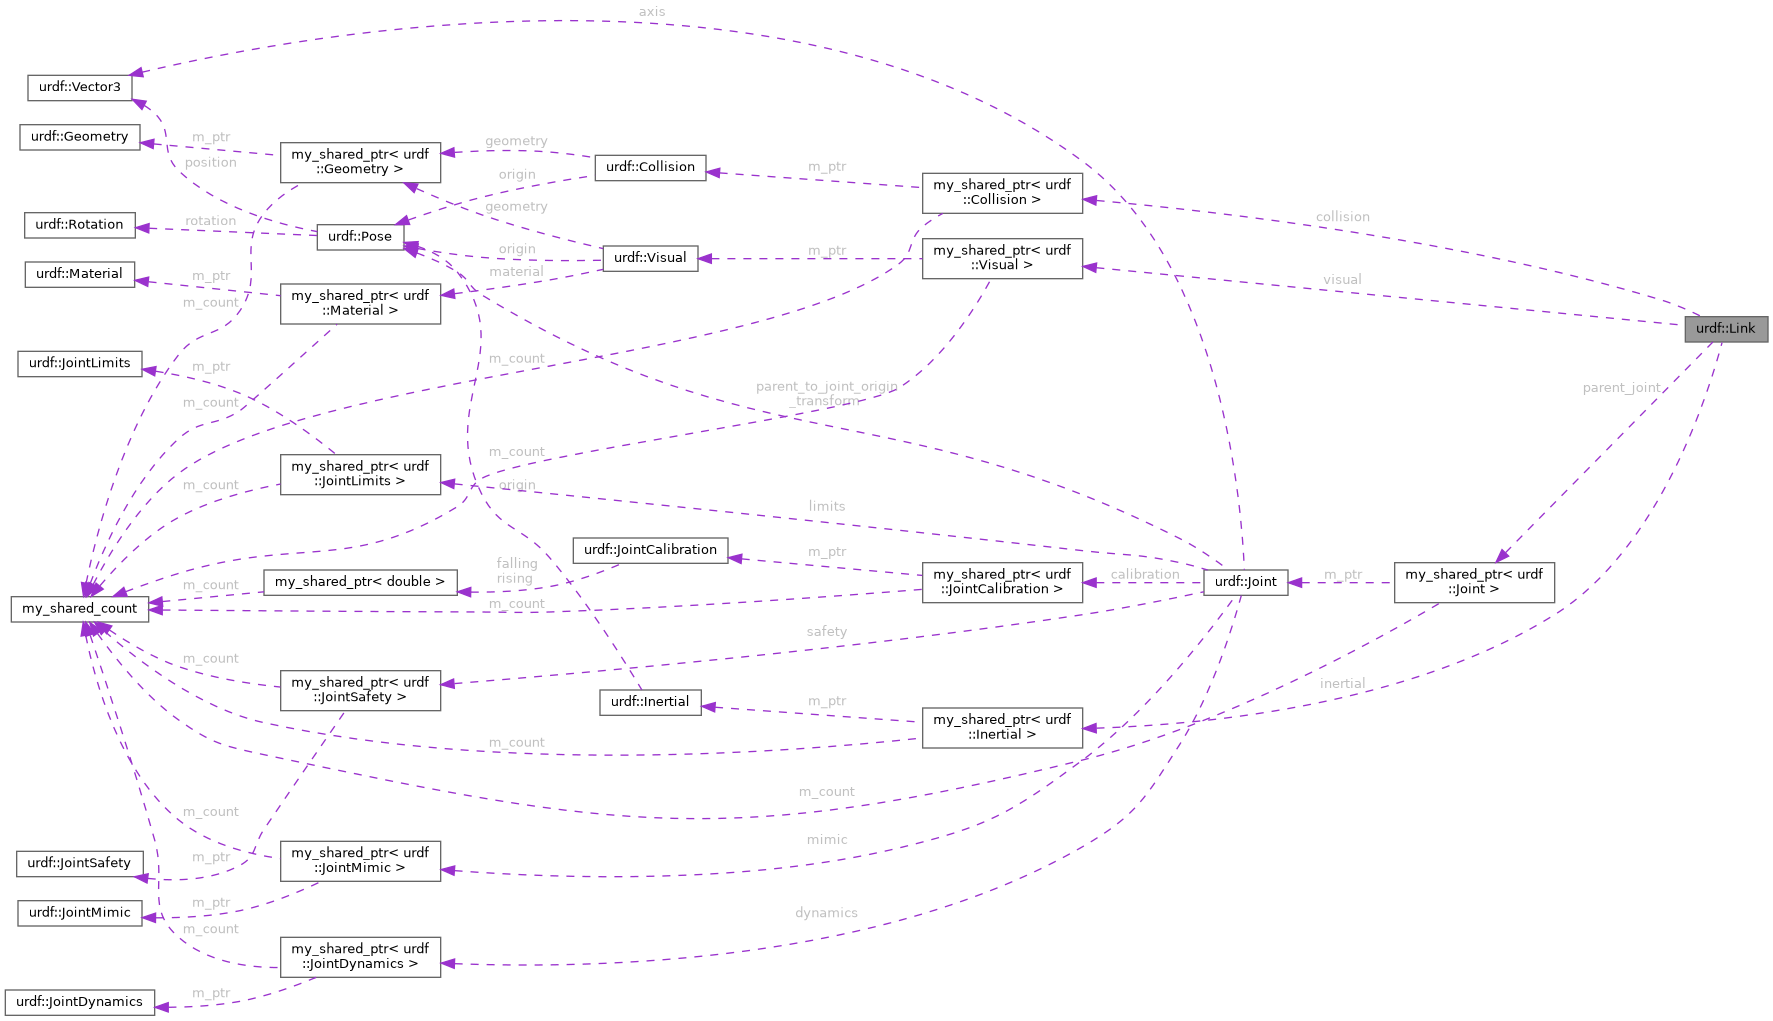 axis
urdf::Vector3
urdf::Geometry
m_ptr
position
my_shared_ptr< urdf
::Geometry >
geometry
origin
geometry
urdf::Collision
m_ptr
my_shared_ptr< urdf
::Collision >
collision
urdf::Rotation
rotation
urdf::Pose
origin
material
urdf::Visual
m_ptr
my_shared_ptr< urdf
::Visual >
visual
urdf::Material
m_ptr
m_count
my_shared_ptr< urdf
::Material >
urdf::Link
urdf::JointLimits
m_ptr
m_count
m_count
parent_to_joint_origin
_transform
parent_joint
my_shared_ptr< urdf
::JointLimits >
m_count
m_count
origin
limits
urdf::JointCalibration
m_ptr
falling
rising
my_shared_ptr< double >
m_count
m_count
my_shared_ptr< urdf
::JointCalibration >
calibration
urdf::Joint
m_ptr
my_shared_ptr< urdf
::Joint >
my_shared_count
safety
m_count
my_shared_ptr< urdf
::JointSafety >
urdf::Inertial
m_ptr
my_shared_ptr< urdf
::Inertial >
inertial
m_count
m_count
m_count
mimic
urdf::JointSafety
m_ptr
my_shared_ptr< urdf
::JointMimic >
urdf::JointMimic
m_ptr
dynamics
m_count
my_shared_ptr< urdf
::JointDynamics >
urdf::JointDynamics
m_ptr